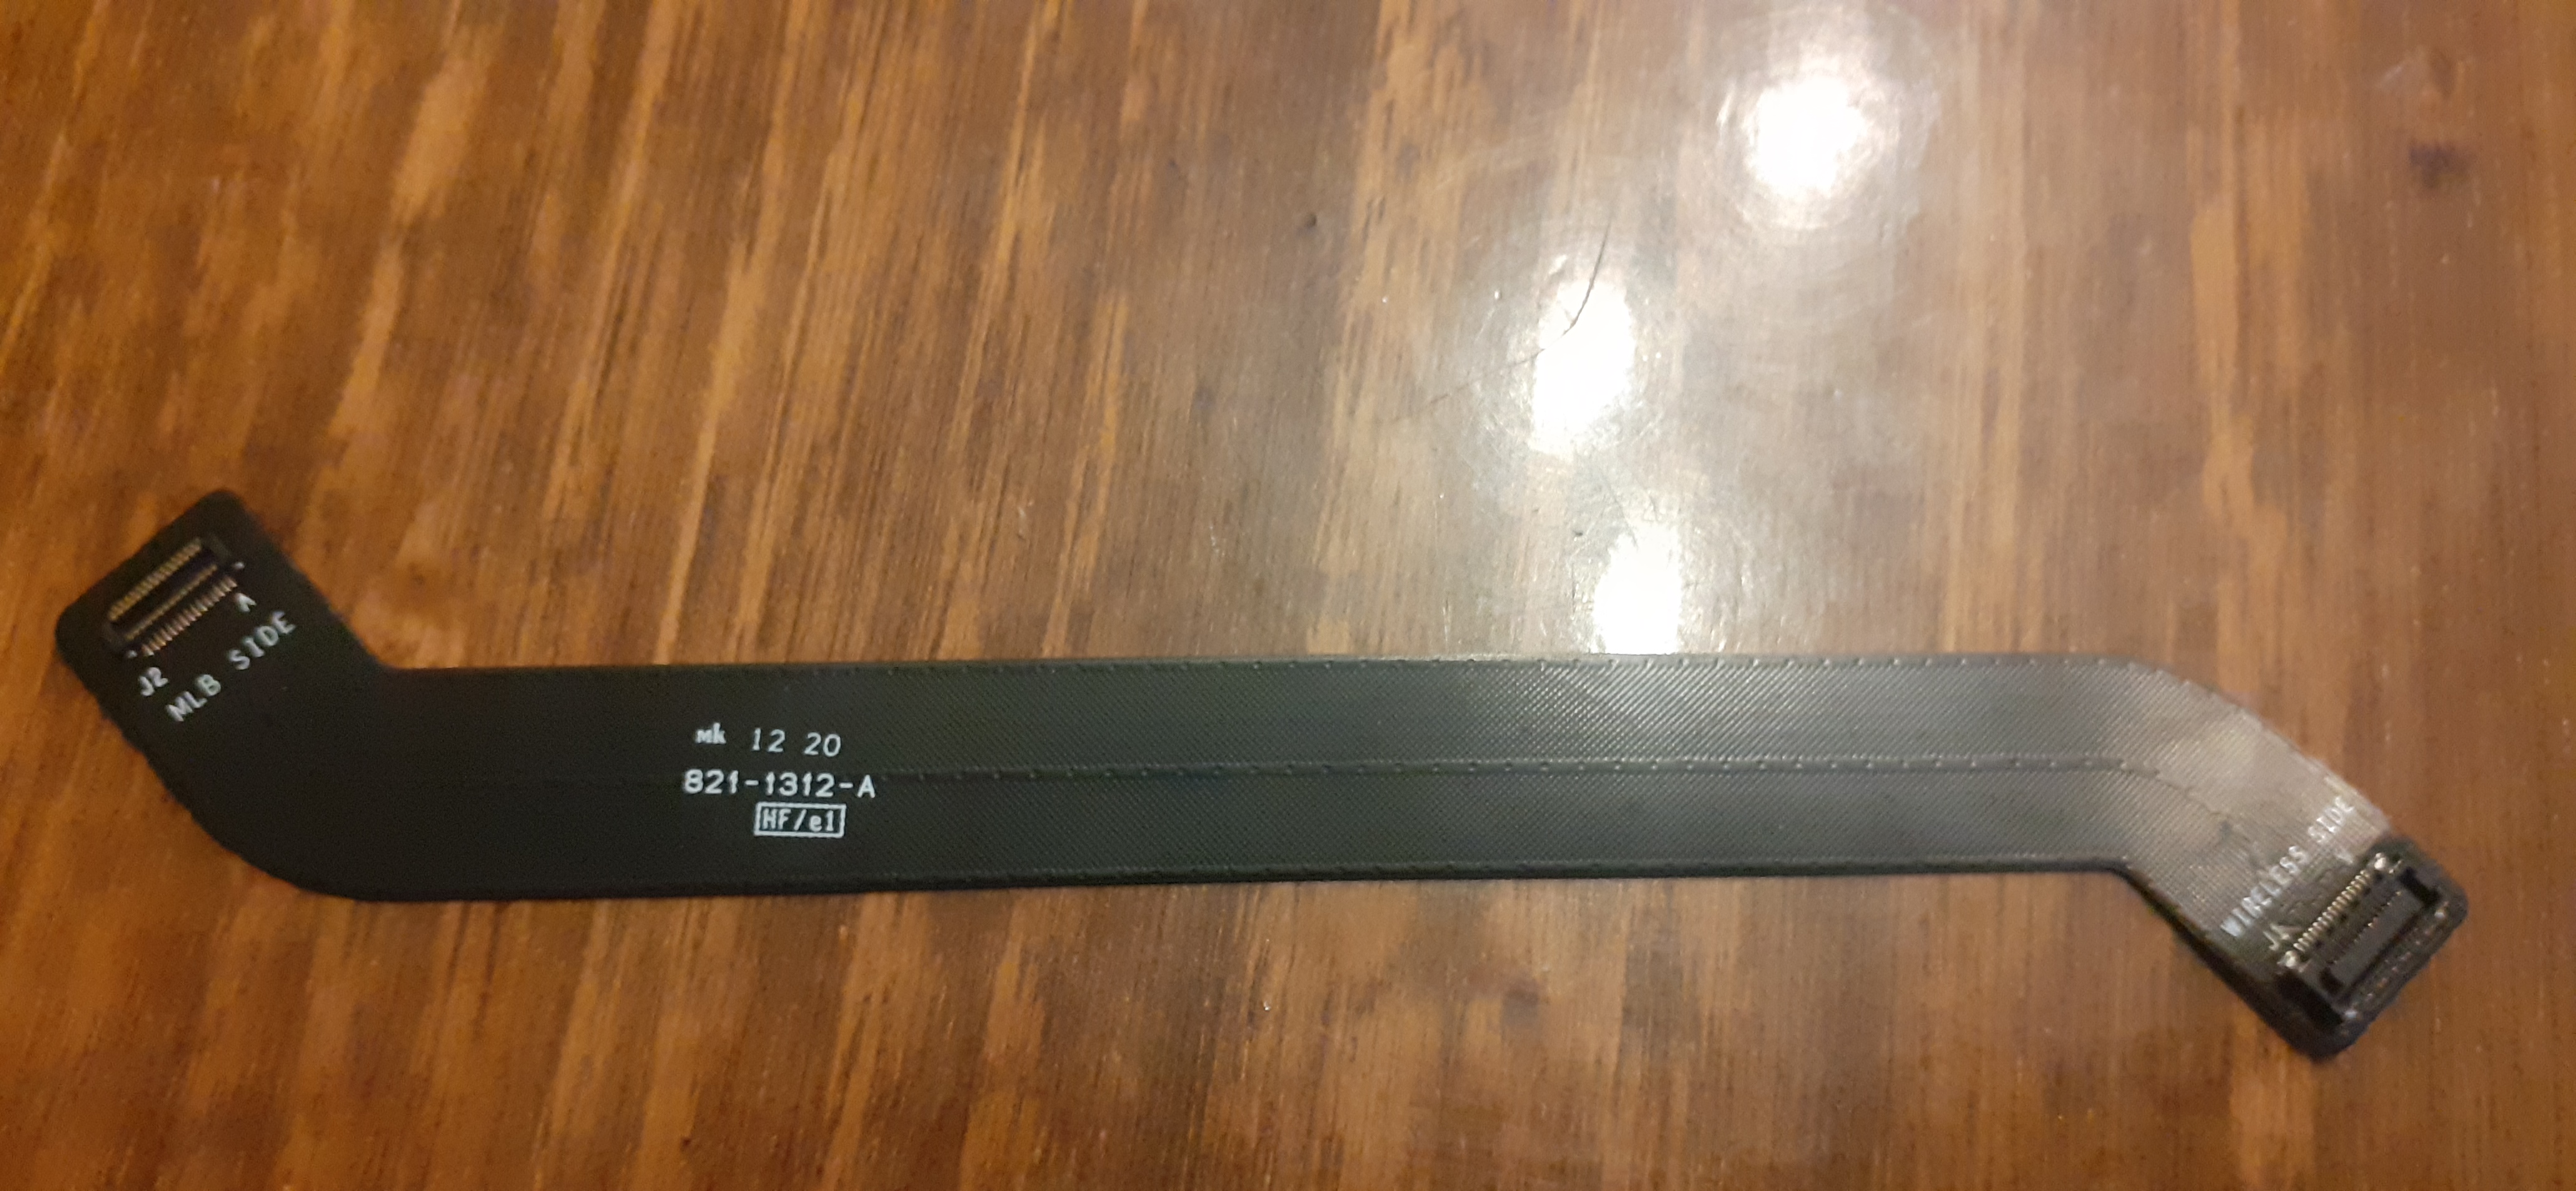 A
J2
MLB SIDE
mk 12 20
821-1312-A
HF/e1
WIRELESS SIDE